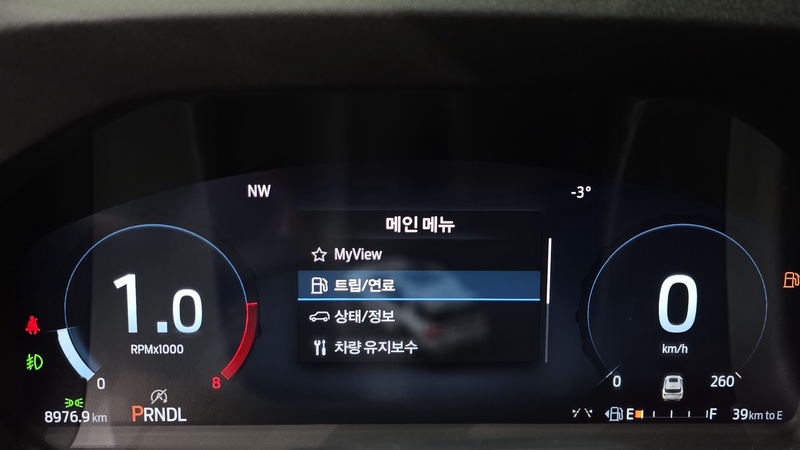 NW
-3°
메인 메뉴
MyView
트립/연료
상태/정보
차량 유지보수
1.0
RPMx1000
0
8
0
km/h
0
260
8976.9 km
PRNDL
E
F
39 km to E